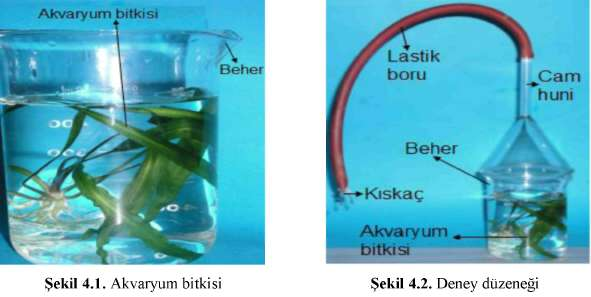 Akvaryum bitkisi
Beher
Lastik
boru
Cam
huni
Beher
Kıskaç
Akvaryum
bitkisi
Şekil 4.1. Akvaryum bitkisi
Şekil 4.2. Deney düzeneği